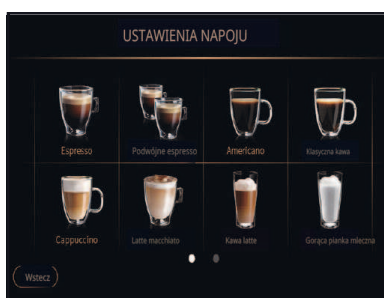 USTAWIENIA NAPOJU
Espresso
Podwójne espresso
Americano
Klasyczna kawa
Cappuccino
Latte macchiato
Kawa latte
Gorąca pianka mleczna
Wstecz